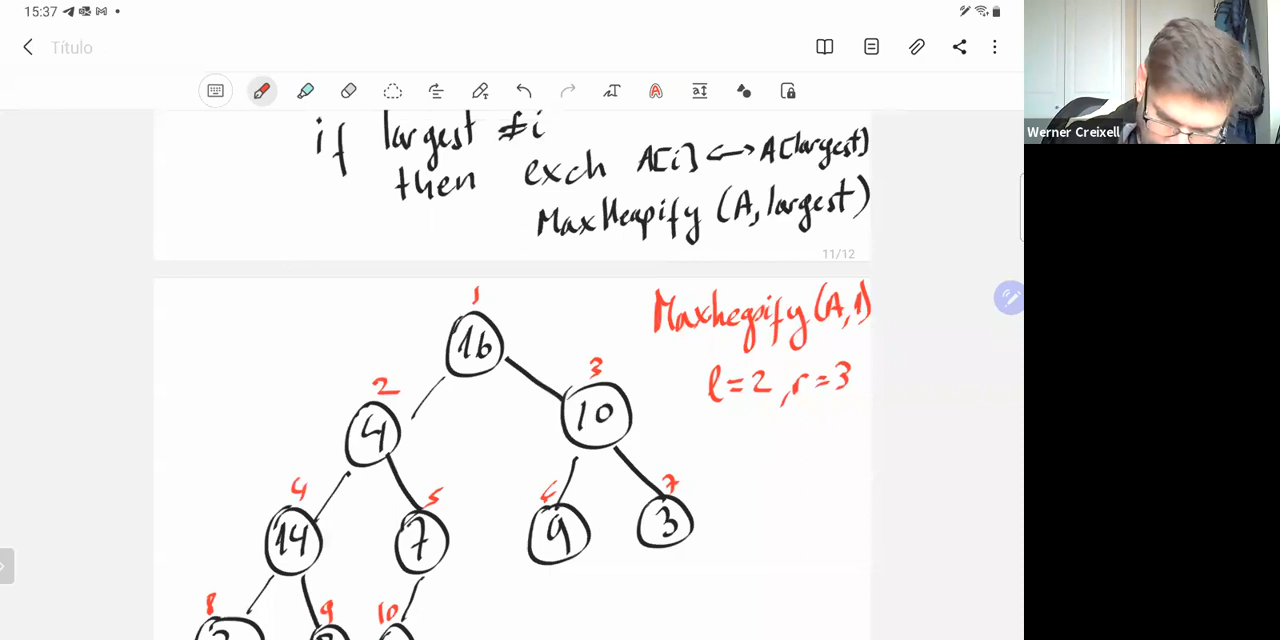 15:37
Título
Werner Creixell
if largest ≠ i
then exch A[i] ↔ A[largest]
MaxHeapify (A, largest)
11/12
Maxheapify (A, 1)
l=2, r=3
1
16
2
4
3
10
4
14
5
7
6
9
7
3
8
9
10